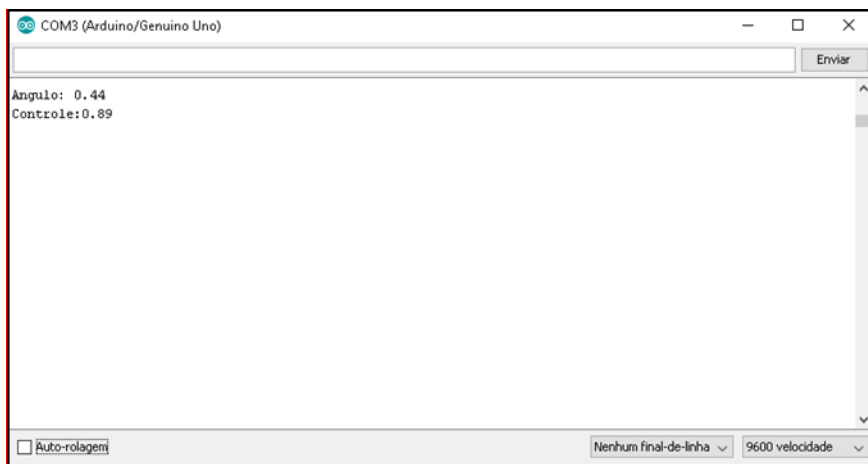 COM3 (Arduino/Genuino Uno)
Enviar
Angulo: 0.44
Controle:0.89
Auto-rolagem
Nenhum final-de-linha
9600 velocidade